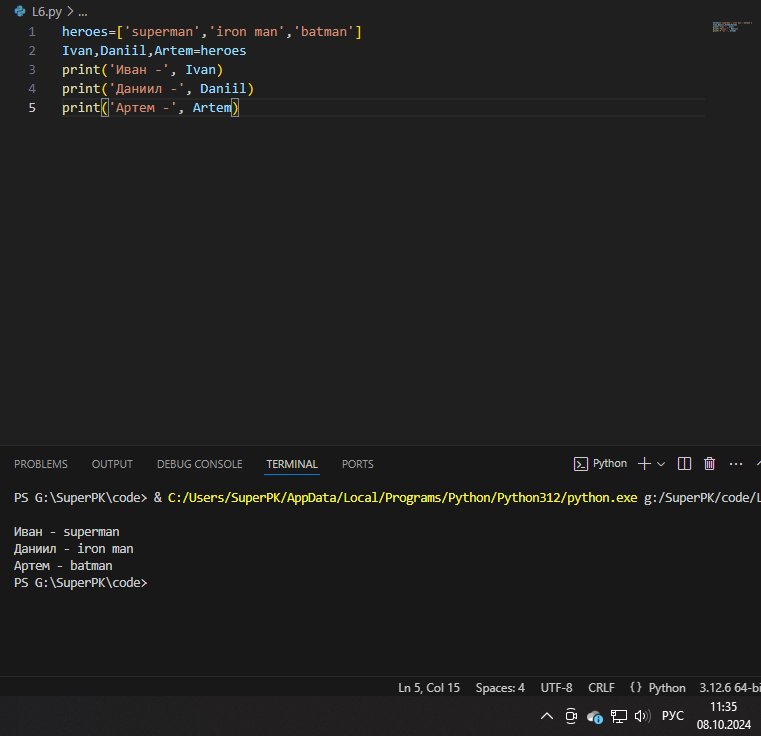 L6.py > ...
1 heroes=['superman','iron man','batman']
2 Ivan,Daniil,Artem=heroes
3 print('Иван -', Ivan)
4 print('Даниил -', Daniil)
5 print('Артем -', Artem)
PROBLEMS OUTPUT DEBUG CONSOLE TERMINAL PORTS Python
PS G:\SuperPK\code> & C:/Users/SuperPK/AppData/Local/Programs/Python/Python312/python.exe g:/SuperPK/code/L
Иван - superman
Даниил - iron man
Артем - batman
PS G:\SuperPK\code>
Ln 5, Col 15 Spaces: 4 UTF-8 CRLF {} Python 3.12.6 64-bi
11:35
РУС
08.10.2024